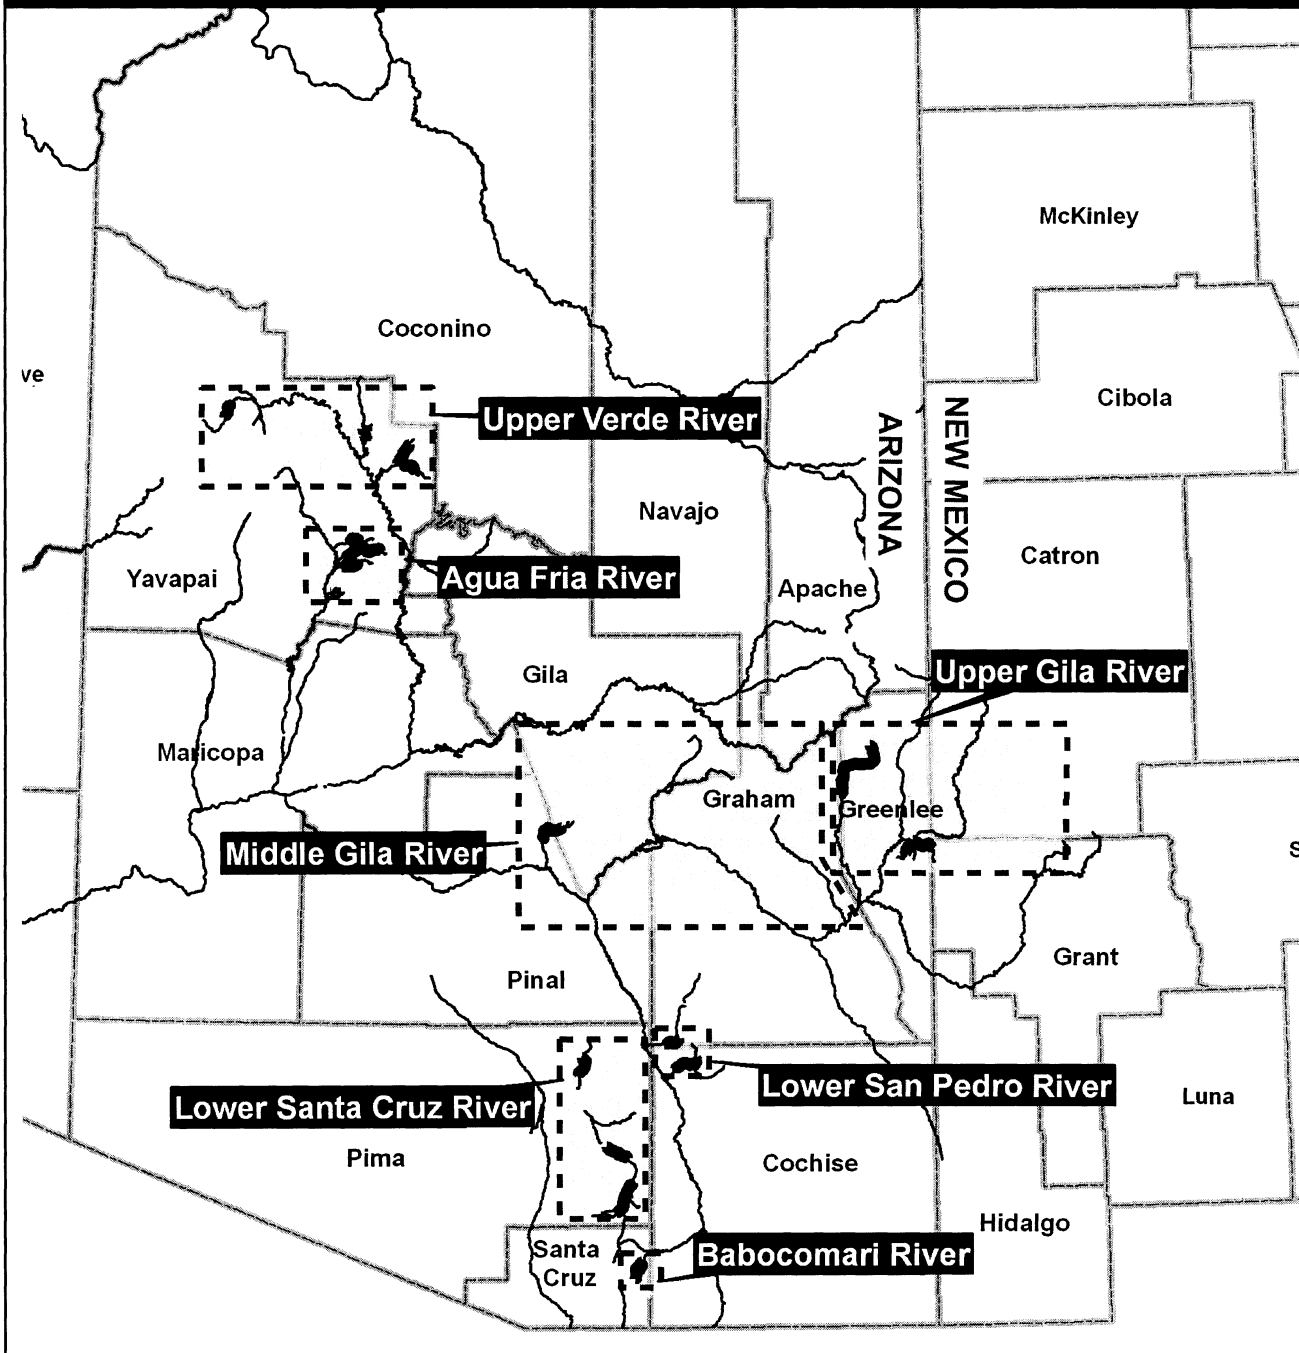 McKinley
Coconino
ve
Cibola
Upper Verde River
ARIZONA
NEW MEXICO
Navajo
Catron
Agua Fria River
Yavapai
Apache
Gila
Upper Gila River
Maricopa
Graham
Greenlee
Middle Gila River
S
Grant
Pinal
Lower San Pedro River
Lower Santa Cruz River
Luna
Pima
Cochise
Hidalgo
Santa
Cruz
Babocomari River